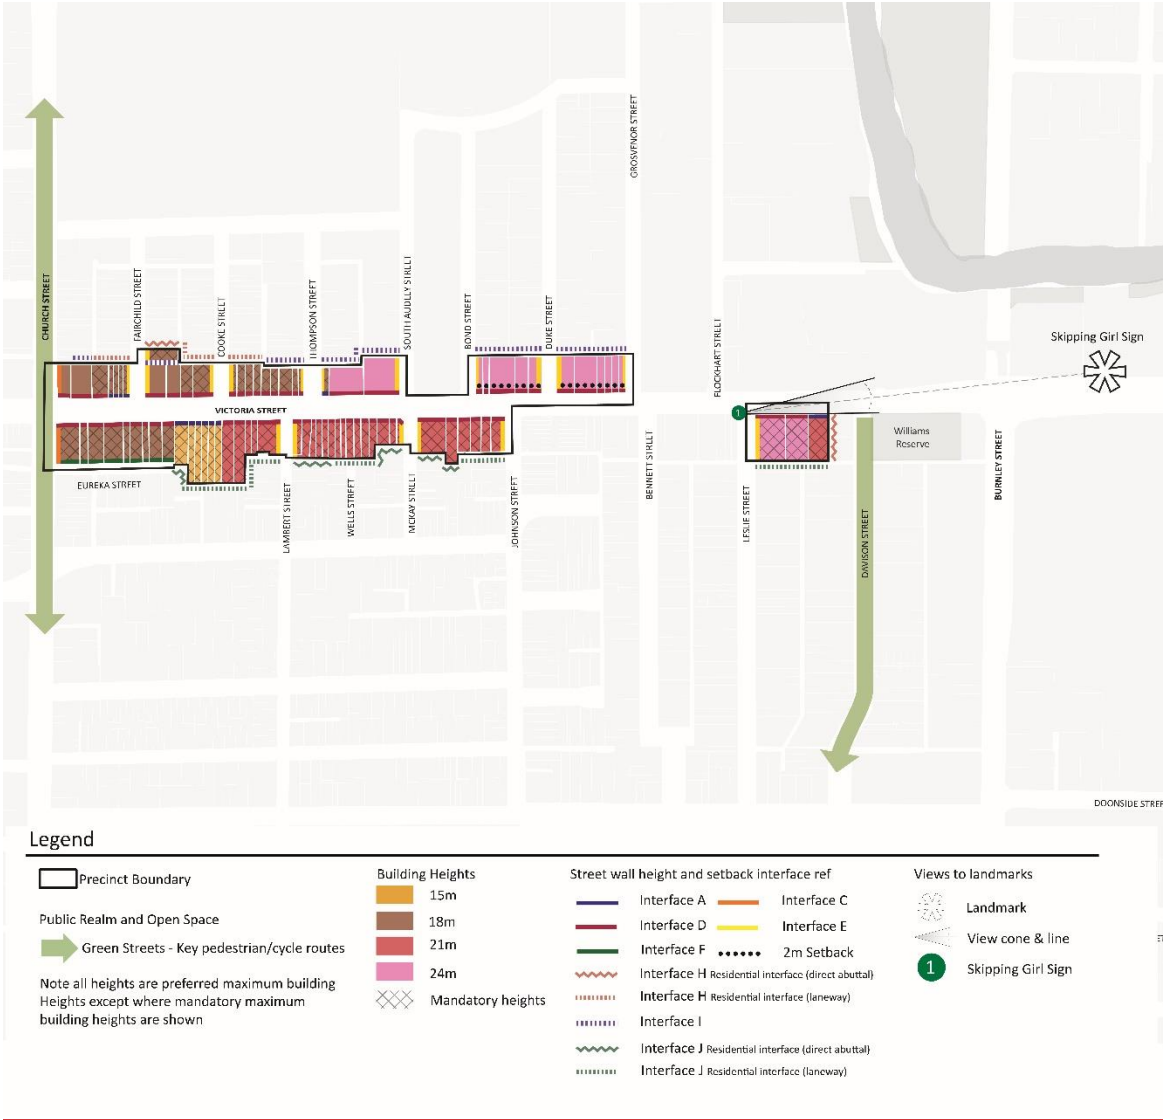 GROSVENOR STREET
CHURCH STREET
FAIRCHILD STREET
COOKE STREET
THOMPSON STREET
SOUTH AUDLEY STREET
BOND STREET
DUKE STREET
FLOCKHART STREET
Skipping Girl Sign
VICTORIA STREET
1
Williams
Reserve
EUREKA STREET
LAMBERT STREET
WELLS STREET
MCKAY STREET
JOHNSON STREET
BENNETT STREET
LESLIE STREET
DAVISON STREET
BURNLEY STREET
DOONSIDE STREE
Legend
Precinct Boundary
Public Realm and Open Space
Green Streets - Key pedestrian/cycle routes
Note all heights are preferred maximum building
Heights except where mandatory maximum
building heights are shown
Building Heights
15m
18m
21m
24m
Mandatory heights
Street wall height and setback interface ref
Interface A
Interface C
Interface D
Interface E
Interface F
2m Setback
Interface H Residential interface (direct abuttal)
Interface H Residential interface (laneway)
Interface I
Interface J Residential interface (direct abuttal)
Interface J Residential interface (laneway)
Views to landmarks
Landmark
View cone & line
1 Skipping Girl Sign